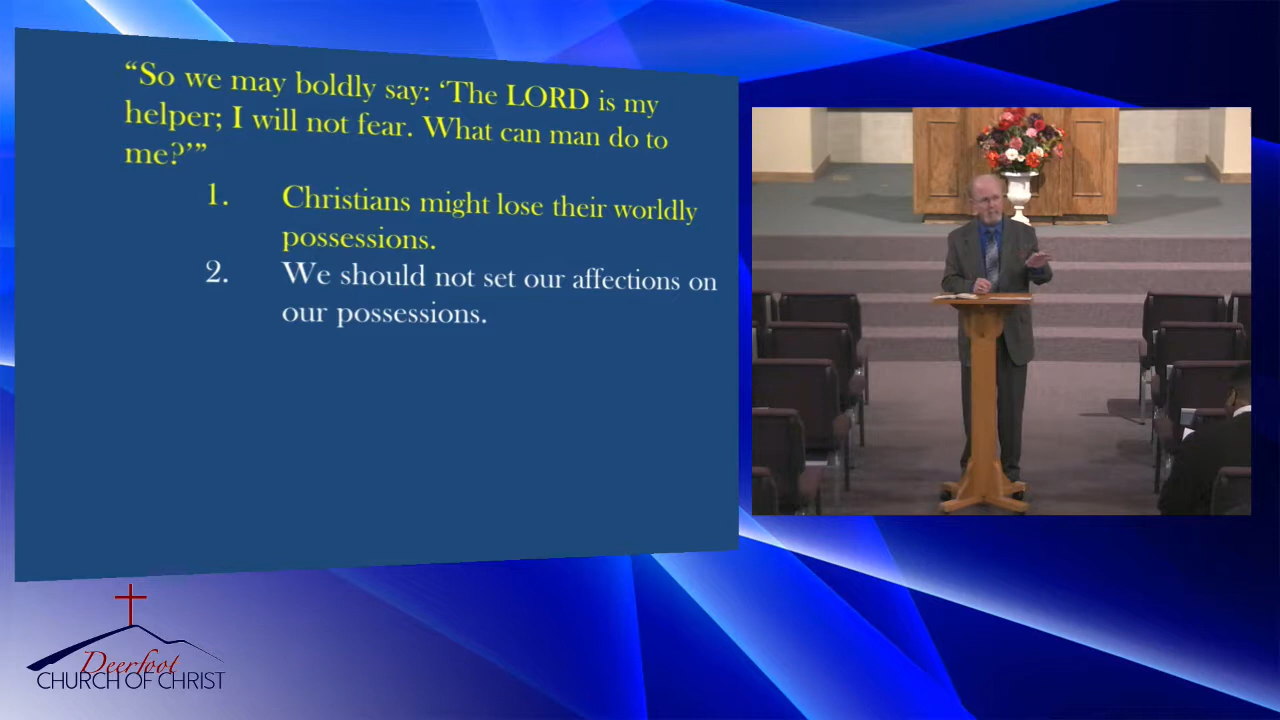 “So we may boldly say: ‘The LORD is my
helper; I will not fear. What can man do to
me?’”
1. Christians might lose their worldly
possessions.
2. We should not set our affections on
our possessions.
Deerfoot
CHURCH OF CHRIST